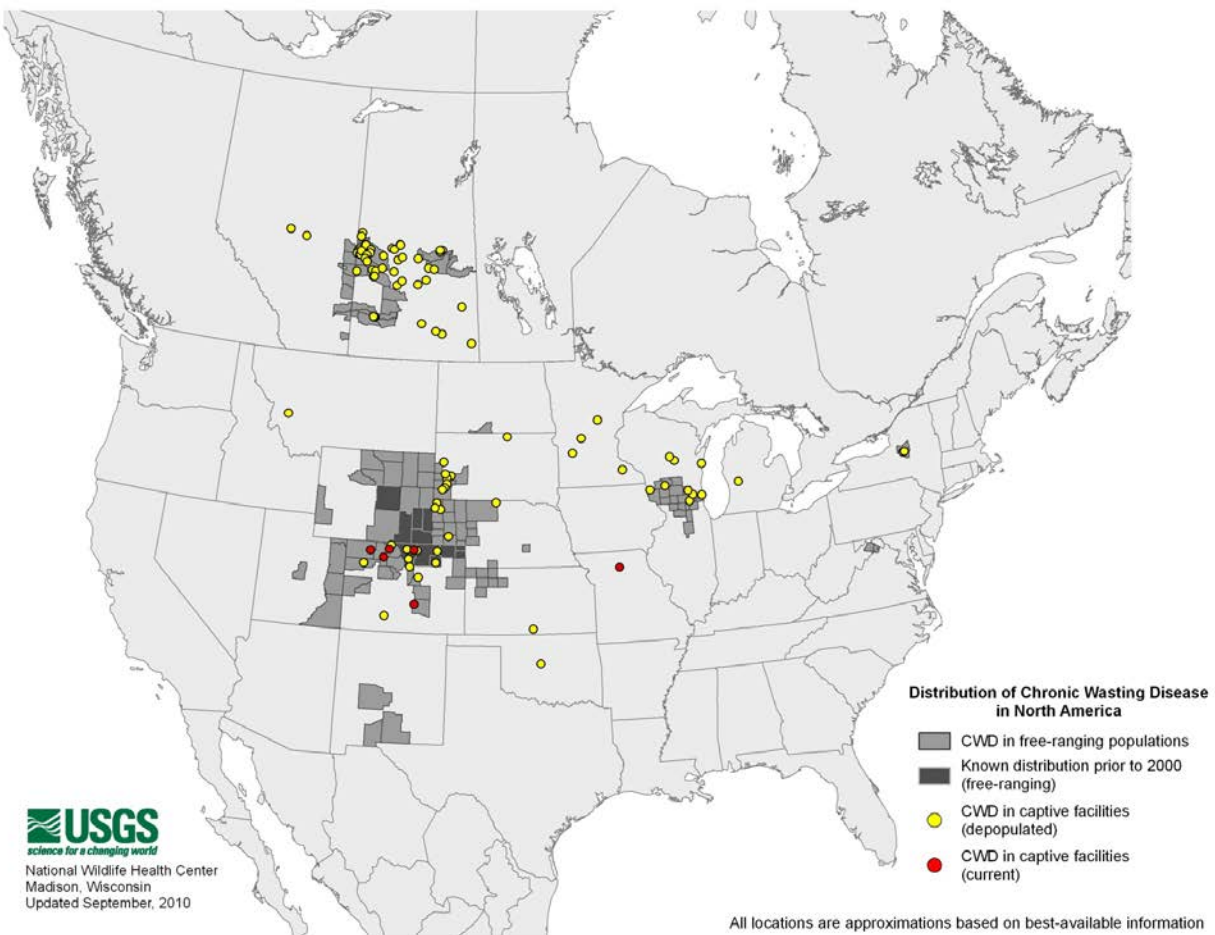 Distribution of Chronic Wasting Disease
in North America
CWD in free-ranging populations
Known distribution prior to 2000
(free-ranging)
CWD in captive facilities
(depopulated)
CWD in captive facilities
(current)
USGS
science for a changing world
National Wildlife Health Center
Madison, Wisconsin
Updated September, 2010
All locations are approximations based on best-available information